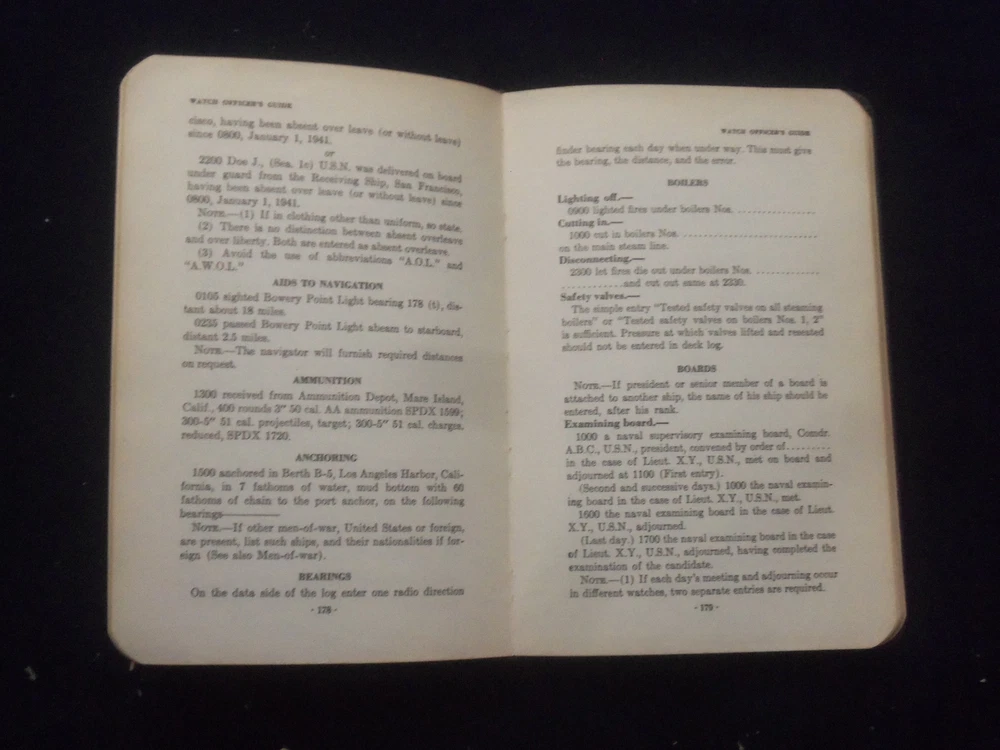 WATCH OFFICER'S GUIDE
cisco, having been absent over leave (or without leave)
since 0800, January 1, 1941.
or
2200 Doe J., (Sea. 1c) U.S.N. was delivered on board
under guard from the Receiving Ship, San Francisco,
having been absent over leave (or without leave) since
0800, January 1, 1941.
NOTE.—(1) If in clothing other than uniform, so state.
(2) There is no distinction between absent overleave
and over liberty. Both are entered as absent overleave.
(3) Avoid the use of abbreviations "A.O.L." and
"A.W.O.L."
AIDS TO NAVIGATION
0105 sighted Bowery Point Light bearing 178 (t), dis-
tant about 18 miles.
0235 passed Bowery Point Light abeam to starboard,
distant 2.5 miles.
NOTE.—The navigator will furnish required distances
on request.
AMMUNITION
1300 received from Ammunition Depot, Mare Island,
Calif., 400 rounds 3" 50 cal. AA ammunition SPDX 1599;
300-5" 51 cal. projectiles, target; 300-5" 51 cal. charges,
reduced, SPDX 1720.
ANCHORING
1500 anchored in Berth B-5, Los Angeles Harbor, Cali-
fornia, in 7 fathoms of water, mud bottom with 60
fathoms of chain to the port anchor, on the following
bearings————
NOTE.—If other men-of-war, United States or foreign,
are present, list such ships, and their nationalities if for-
eign (See also Men-of-war).
BEARINGS
On the data side of the log enter one radio direction
- 178 -
WATCH OFFICER'S GUIDE
finder bearing each day when under way. This must give
the bearing, the distance, and the error.
BOILERS
Lighting off.—
0900 lighted fires under boilers Nos. ...............
Cutting in.—
1000 cut in boilers Nos. ..........................
on the main steam line.
Disconnecting.—
2300 let fires die out under boilers Nos. ............
............and cut out same at 2330.
Safety valves.—
The simple entry "Tested safety valves on all steaming
boilers" or "Tested safety valves on boilers Nos. 1, 2"
is sufficient. Pressure at which valves lifted and reseated
should not be entered in deck log.
BOARDS
NOTE.—If president or senior member of a board is
attached to another ship, the name of his ship should be
entered, after his rank.
Examining board.—
1000 a naval supervisory examining board, Comdr.
A.B.C., U.S.N., president, convened by order of.........
in the case of Lieut. X.Y., U.S.N., met on board and
adjourned at 1100 (First entry).
(Second and successive days.) 1000 the naval examin-
ing board in the case of Lieut. X.Y., U.S.N., met.
1600 the naval examining board in the case of Lieut.
X.Y., U.S.N., adjourned.
(Last day.) 1700 the naval examining board in the case
of Lieut. X.Y., U.S.N., adjourned, having completed the
examination of the candidate.
NOTE.—(1) If each day's meeting and adjourning occur
in different watches, two separate entries are required.
- 179 -